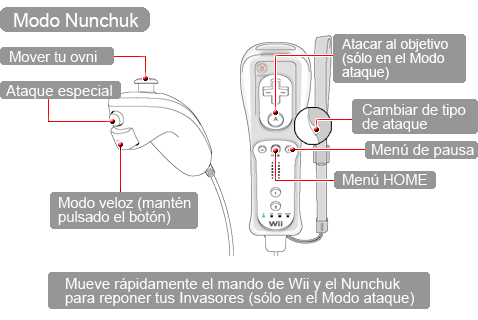 Modo Nunchuk
Mover tu ovni
Ataque especial
Modo veloz (mantén
pulsado el botón)
Atacar al objetivo
(sólo en el Modo
ataque)
Cambiar de tipo
de ataque
Menú de pausa
Menú HOME
A
1
2
Wii
Mueve rápidamente el mando de Wii y el Nunchuk
para reponer tus Invasores (sólo en el Modo ataque)